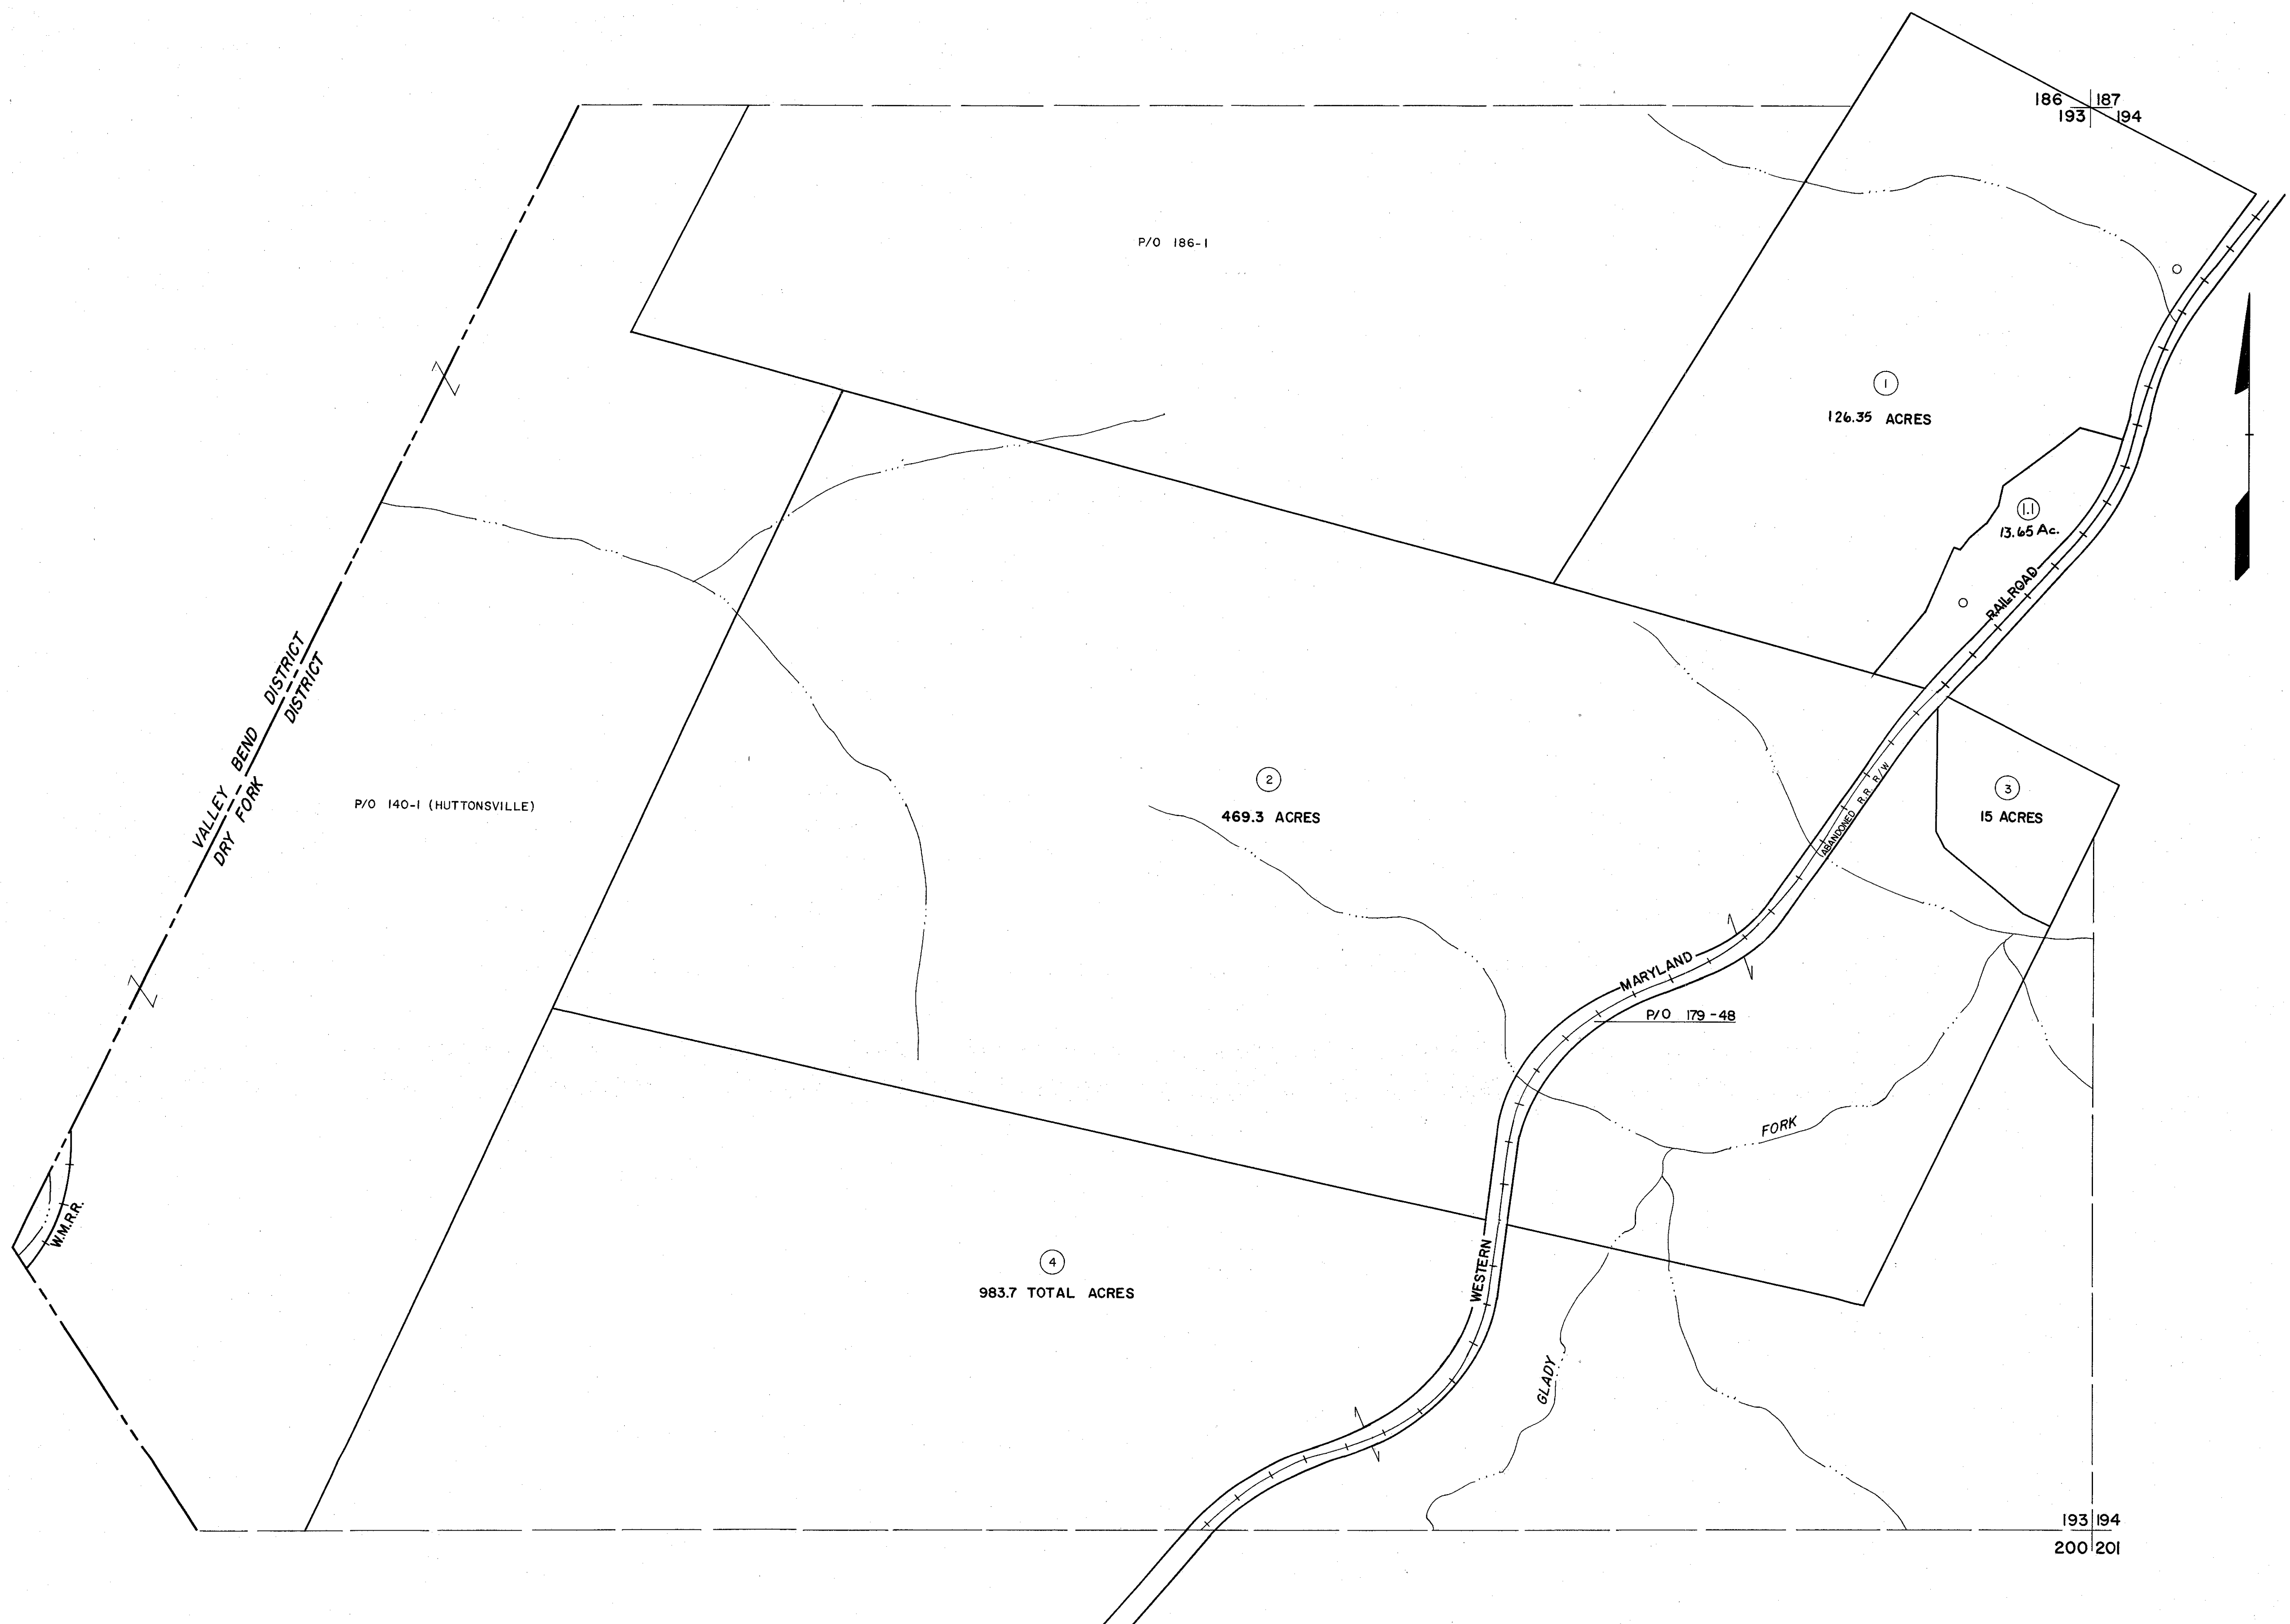 186 187
193 194
P/O 186-1
1
126.35 ACRES
1.1
13.65 Ac.
RAILROAD
VALLEY BEND DISTRICT
DRY FORK DISTRICT
P/O 140-1 (HUTTONSVILLE)
2
469.3 ACRES
ABANDONED R.R. R/W
3
15 ACRES
MARYLAND
P/O 179-48
FORK
W.M.R.R.
4
983.7 TOTAL ACRES
WESTERN
GLADY
193 194
200 201